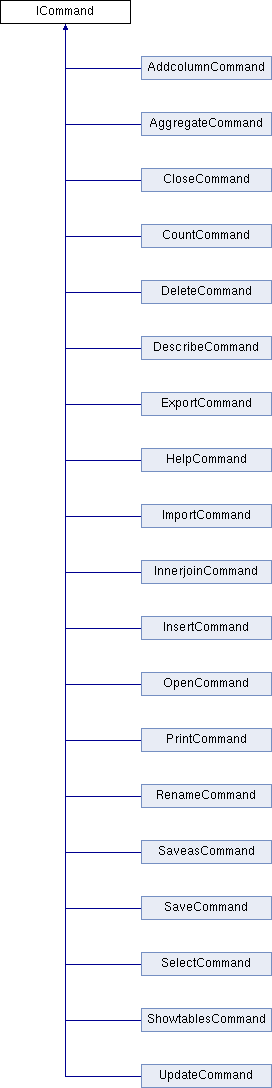 ICommand
AddcolumnCommand
AggregateCommand
CloseCommand
CountCommand
DeleteCommand
DescribeCommand
ExportCommand
HelpCommand
ImportCommand
InnerjoinCommand
InsertCommand
OpenCommand
PrintCommand
RenameCommand
SaveasCommand
SaveCommand
SelectCommand
ShowtablesCommand
UpdateCommand